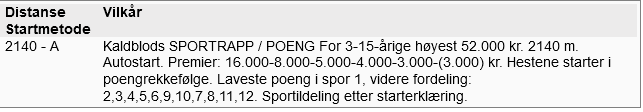 Distanse Vilkår
Startmetode
2140 - A Kaldblods SPORTRAPP / POENG For 3-15-årige høyest 52.000 kr. 2140 m.
Autostart. Premier: 16.000-8.000-5.000-4.000-3.000-(3.000) kr. Hestene starter i
poengrekkefølge. Laveste poeng i spor 1, videre fordeling:
2,3,4,5,6,9,10,7,8,11,12. Sportildeling etter starterklæring.